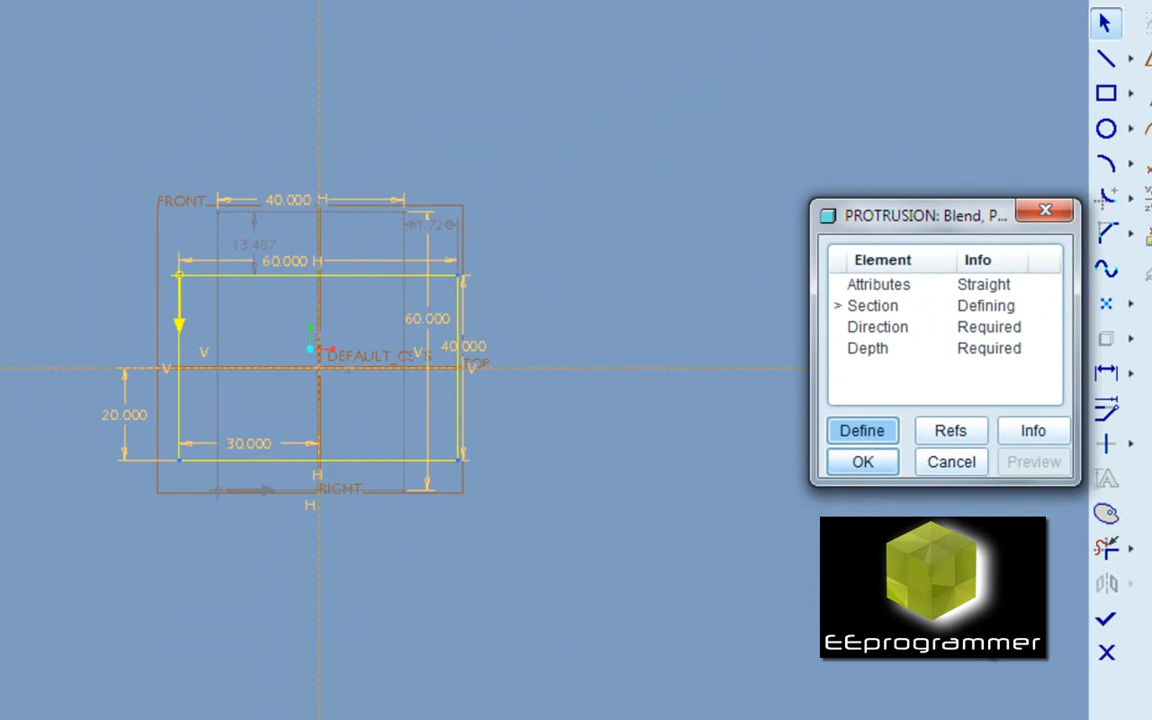 FRONT
40.000 H
13.487
60.000 H
60.000
V
V
40.000
DEFAULT_CSYS
TOP
V
V
20.000
30.000
H
RIGHT
H
PROTRUSION: Blend, P...
Element Info
Attributes Straight
> Section Defining
Direction Required
Depth Required
Define Refs Info
OK Cancel Preview
EEprogrammer